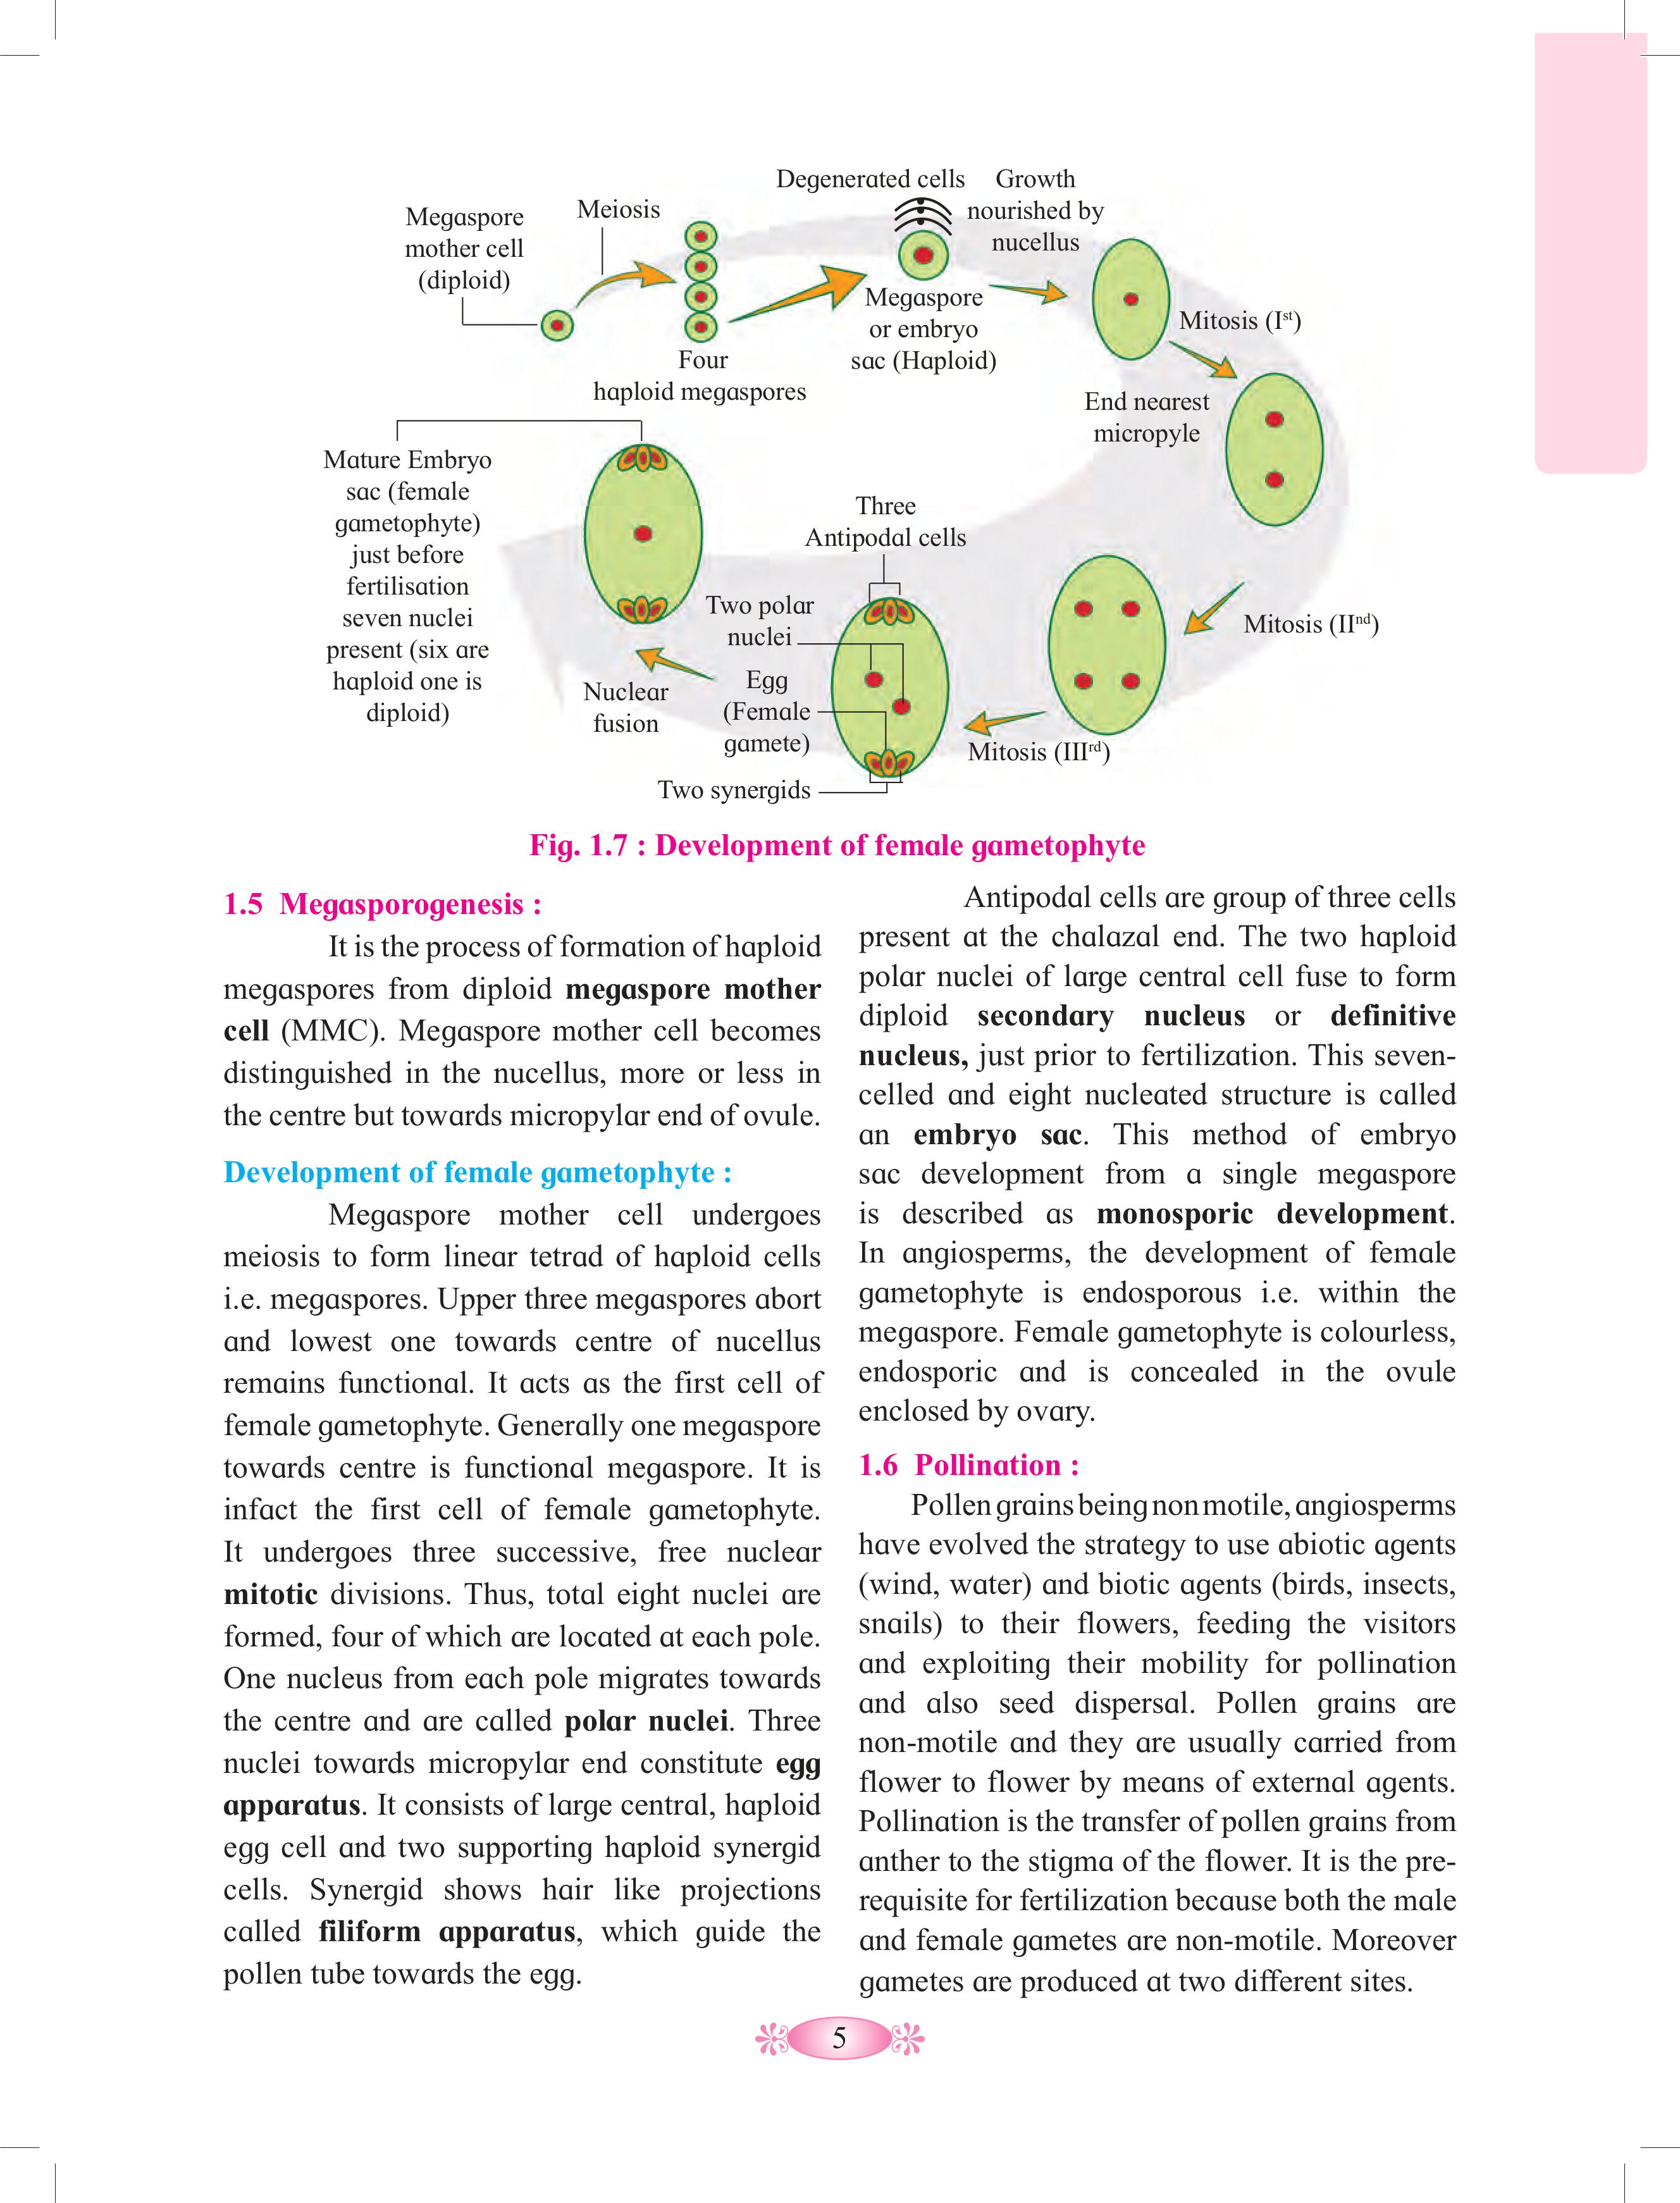 Degenerated cells
Growth
nourished by
nucellus
Megaspore
mother cell
(diploid)
Meiosis
Four
haploid megaspores
Megaspore
or embryo
sac (Haploid)
Mitosis (Ist)
End nearest
micropyle
Mature Embryo
sac (female
gametophyte)
just before
fertilisation
seven nuclei
present (six are
haploid one is
diploid)
Three
Antipodal cells
Two polar
nuclei
Egg
(Female
gamete)
Nuclear
fusion
Two synergids
Mitosis (IInd)
Mitosis (IIIrd)
Fig. 1.7 : Development of female gametophyte
1.5 Megasporogenesis :
It is the process of formation of haploid
megaspores from diploid megaspore mother
cell (MMC). Megaspore mother cell becomes
distinguished in the nucellus, more or less in
the centre but towards micropylar end of ovule.
Development of female gametophyte :
Megaspore mother cell undergoes
meiosis to form linear tetrad of haploid cells
i.e. megaspores. Upper three megaspores abort
and lowest one towards centre of nucellus
remains functional. It acts as the first cell of
female gametophyte. Generally one megaspore
towards centre is functional megaspore. It is
infact the first cell of female gametophyte.
It undergoes three successive, free nuclear
mitotic divisions. Thus, total eight nuclei are
formed, four of which are located at each pole.
One nucleus from each pole migrates towards
the centre and are called polar nuclei. Three
nuclei towards micropylar end constitute egg
apparatus. It consists of large central, haploid
egg cell and two supporting haploid synergid
cells. Synergid shows hair like projections
called filiform apparatus, which guide the
pollen tube towards the egg.
Antipodal cells are group of three cells
present at the chalazal end. The two haploid
polar nuclei of large central cell fuse to form
diploid secondary nucleus or definitive
nucleus, just prior to fertilization. This seven-
celled and eight nucleated structure is called
an embryo sac. This method of embryo
sac development from a single megaspore
is described as monosporic development.
In angiosperms, the development of female
gametophyte is endosporous i.e. within the
megaspore. Female gametophyte is colourless,
endosporic and is concealed in the ovule
enclosed by ovary.
1.6 Pollination :
Pollen grains being non motile, angiosperms
have evolved the strategy to use abiotic agents
(wind, water) and biotic agents (birds, insects,
snails) to their flowers, feeding the visitors
and exploiting their mobility for pollination
and also seed dispersal. Pollen grains are
non-motile and they are usually carried from
flower to flower by means of external agents.
Pollination is the transfer of pollen grains from
anther to the stigma of the flower. It is the pre-
requisite for fertilization because both the male
and female gametes are non-motile. Moreover
gametes are produced at two different sites.
5